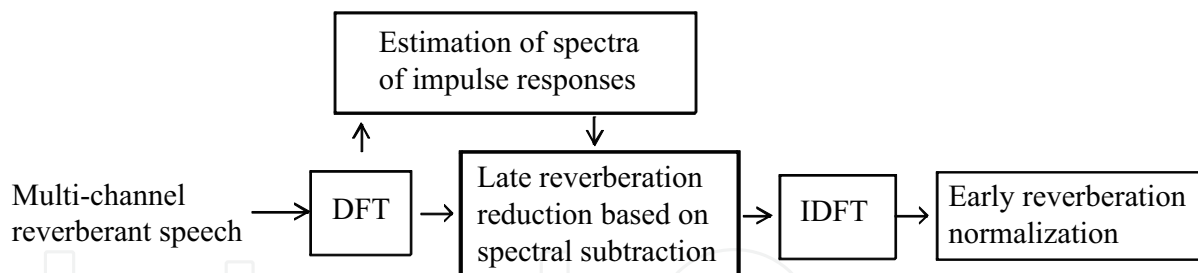 Estimation of spectra
of impulse responses
Multi-channel
reverberant speech
DFT
Late reverberation
reduction based on
spectral subtraction
IDFT
Early reverberation
normalization